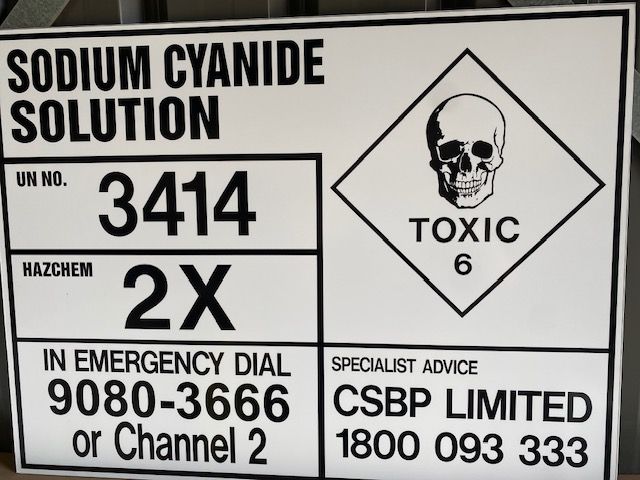 SODIUM CYANIDE
SOLUTION
UN NO. 3414
HAZCHEM 2X
TOXIC
6
IN EMERGENCY DIAL
9080-3666
or Channel 2
SPECIALIST ADVICE
CSBP LIMITED
1800 093 333